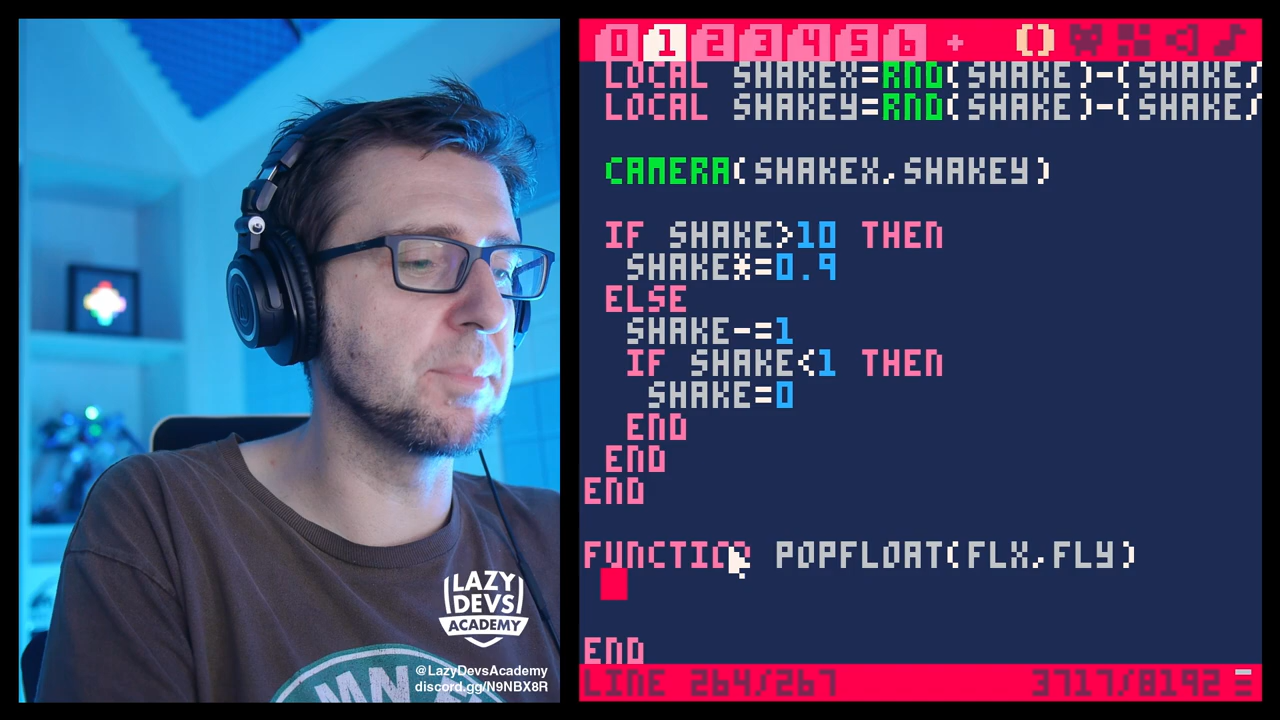 LAZY
DEVS
ACADEMY
@LazyDevsAcademy
discord.gg/N9NBX8R
0 1 2 3 4 5 6 + ()
LOCAL SHAKEX=RND(SHAKE)-(SHAKE/
LOCAL SHAKEY=RND(SHAKE)-(SHAKE/
CAMERA(SHAKEX,SHAKEY)
IF SHAKE>10 THEN
SHAKE*=0.9
ELSE
SHAKE-=1
IF SHAKE<1 THEN
SHAKE=0
END
END
END
FUNCTION POPFLOAT(FLX,FLY)
END
LINE 264/267
3717/8192